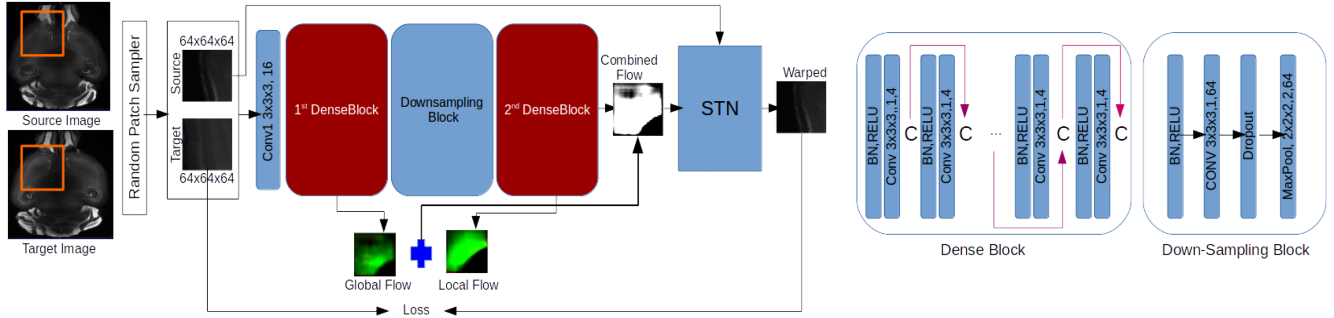 Source Image
Target Image
Random Patch Sampler
64x64x64
Source
Target
64x64x64
Conv1 3x3x3, 16
1st DenseBlock
Downsampling
Block
2nd DenseBlock
Combined
Flow
STN
Warped
Global Flow
Local Flow
Loss
BN,RELU
Conv 3x3x3,,1,4
C
BN,RELU
Conv 3x3x3,1,4
C
...
BN,RELU
Conv 3x3x3,1,4
C
BN,RELU
Conv 3x3x3,1,4
C
Dense Block
BN,RELU
CONV 3x3x3,1,64
Dropout
MaxPool, 2x2x2,,2,64
Down-Sampling Block